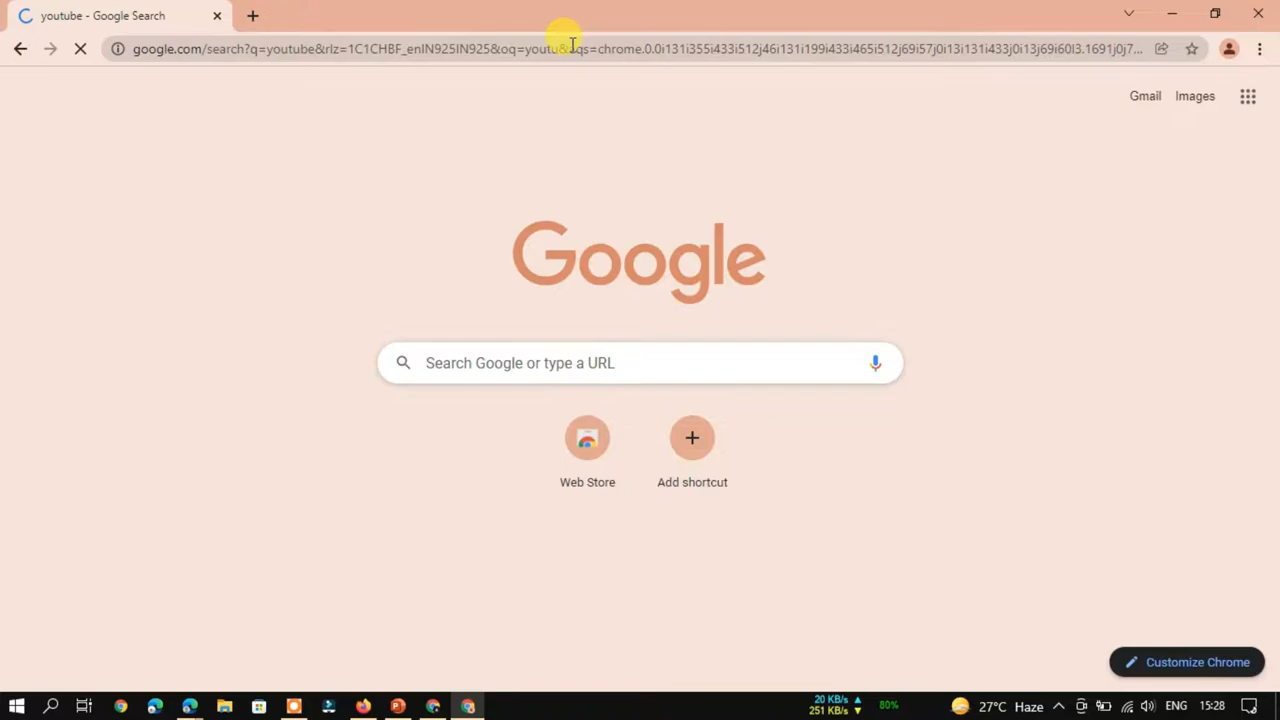 youtube - Google Search
google.com/search?q=youtube&rlz=1C1CHBF_enIN925IN925&oq=youtu&aqs=chrome.0.0i131i355i433i512j46i131i199i433i465i512j69i57j0i13i131i433j0i13j69i60l3.1691j0j7...
Gmail Images
Google
Search Google or type a URL
Web Store Add shortcut
Customize Chrome
20 KB/s
251 KB/s
80%
27°C Haze
ENG
15:28